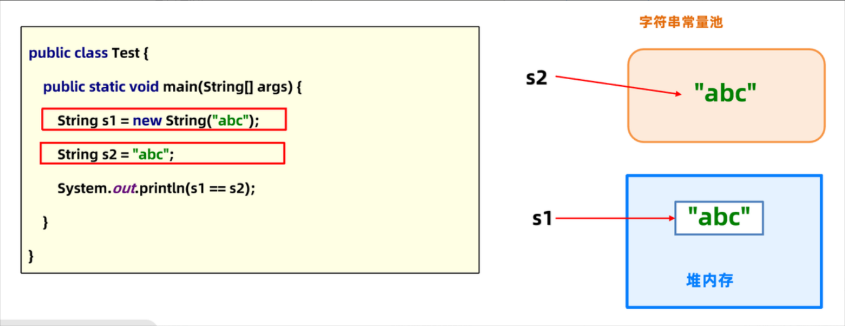 public class Test {
public static void main(String[] args) {
String s1 = new String("abc");
String s2 = "abc";
System.out.println(s1 == s2);
}
}
字符串常量池
s2
"abc"
s1
"abc"
堆内存